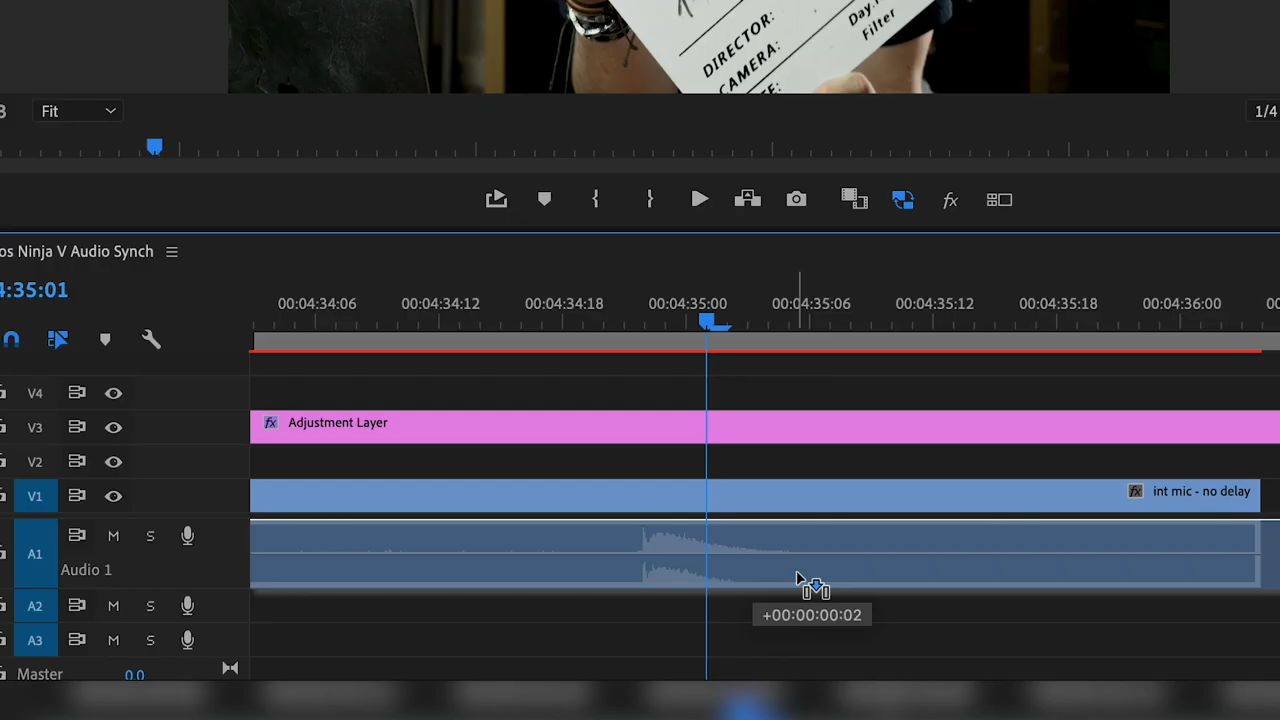 DIRECTOR:
CAMERA:
Day.
Filter
Fit
1/4
os Ninja V Audio Synch
4:35:01
00:04:34:06
00:04:34:12
00:04:34:18
00:04:35:00
00:04:35:06
00:04:35:12
00:04:35:18
00:04:36:00
V4
V3
fx Adjustment Layer
V2
V1
fx int mic - no delay
A1
M
S
Audio 1
+00:00:00:02
A2
M
S
A3
M
S
Master
0.0